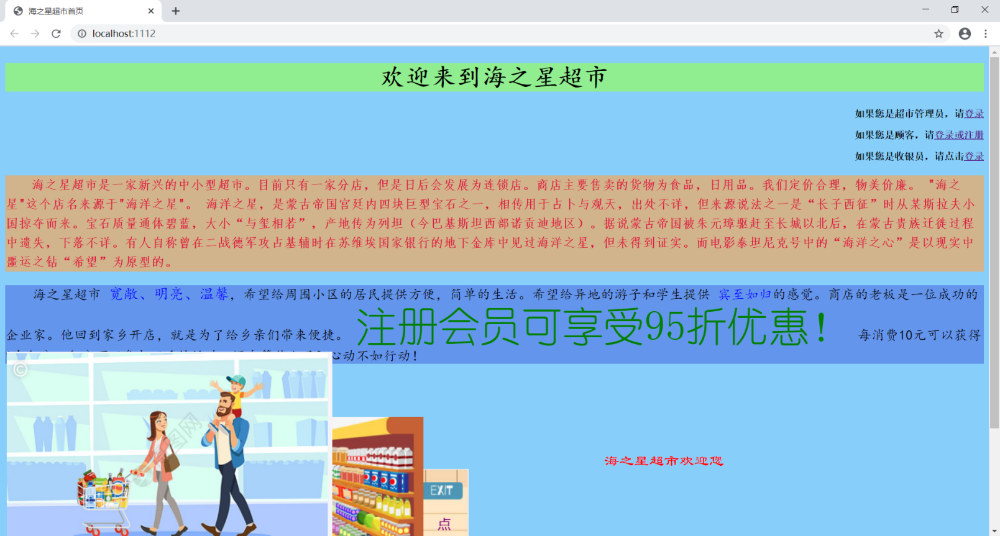 海之星超市首页
localhost:1112
欢迎来到海之星超市
如果您是超市管理员，请登录
如果您是顾客，请登录或注册
如果您是收银员，请点击登录
海之星超市是一家新兴的中小型超市。目前只有一家分店，但是日后会发展为连锁店。商店主要售卖的货物为食品，日用品。我们定价合理，物美价廉。 "海之
星"这个店名来源于"海洋之星"。 海洋之星，是蒙古帝国宫廷内四块巨型宝石之一，相传用于占卜与观天，出处不详，但来源说法之一是“长子西征”时从某斯拉夫小
国掠夺而来。宝石质量通体碧蓝，大小“与玺相若”，产地传为列坦（今巴基斯坦西部诺贡迪地区）。据说蒙古帝国被朱元璋驱赶至长城以北后，在蒙古贵族迁徙过程
中遗失，下落不详。有人自称曾在二战德军攻占基辅时在苏维埃国家银行的地下金库中见过海洋之星，但未得到证实。而电影泰坦尼克号中的“海洋之心”是以现实中
噩运之钻“希望”为原型的。
海之星超市 宽敞、明亮、温馨，希望给周围小区的居民提供方便，简单的生活。希望给异地的游子和学生提供 宾至如归的感觉。商店的老板是一位成功的
企业家。他回到家乡开店，就是为了给乡亲们带来便捷。 注册会员可享受95折优惠！ 每消费10元可以获得
心动不如行动！
©
海之星超市欢迎您
EXIT
点